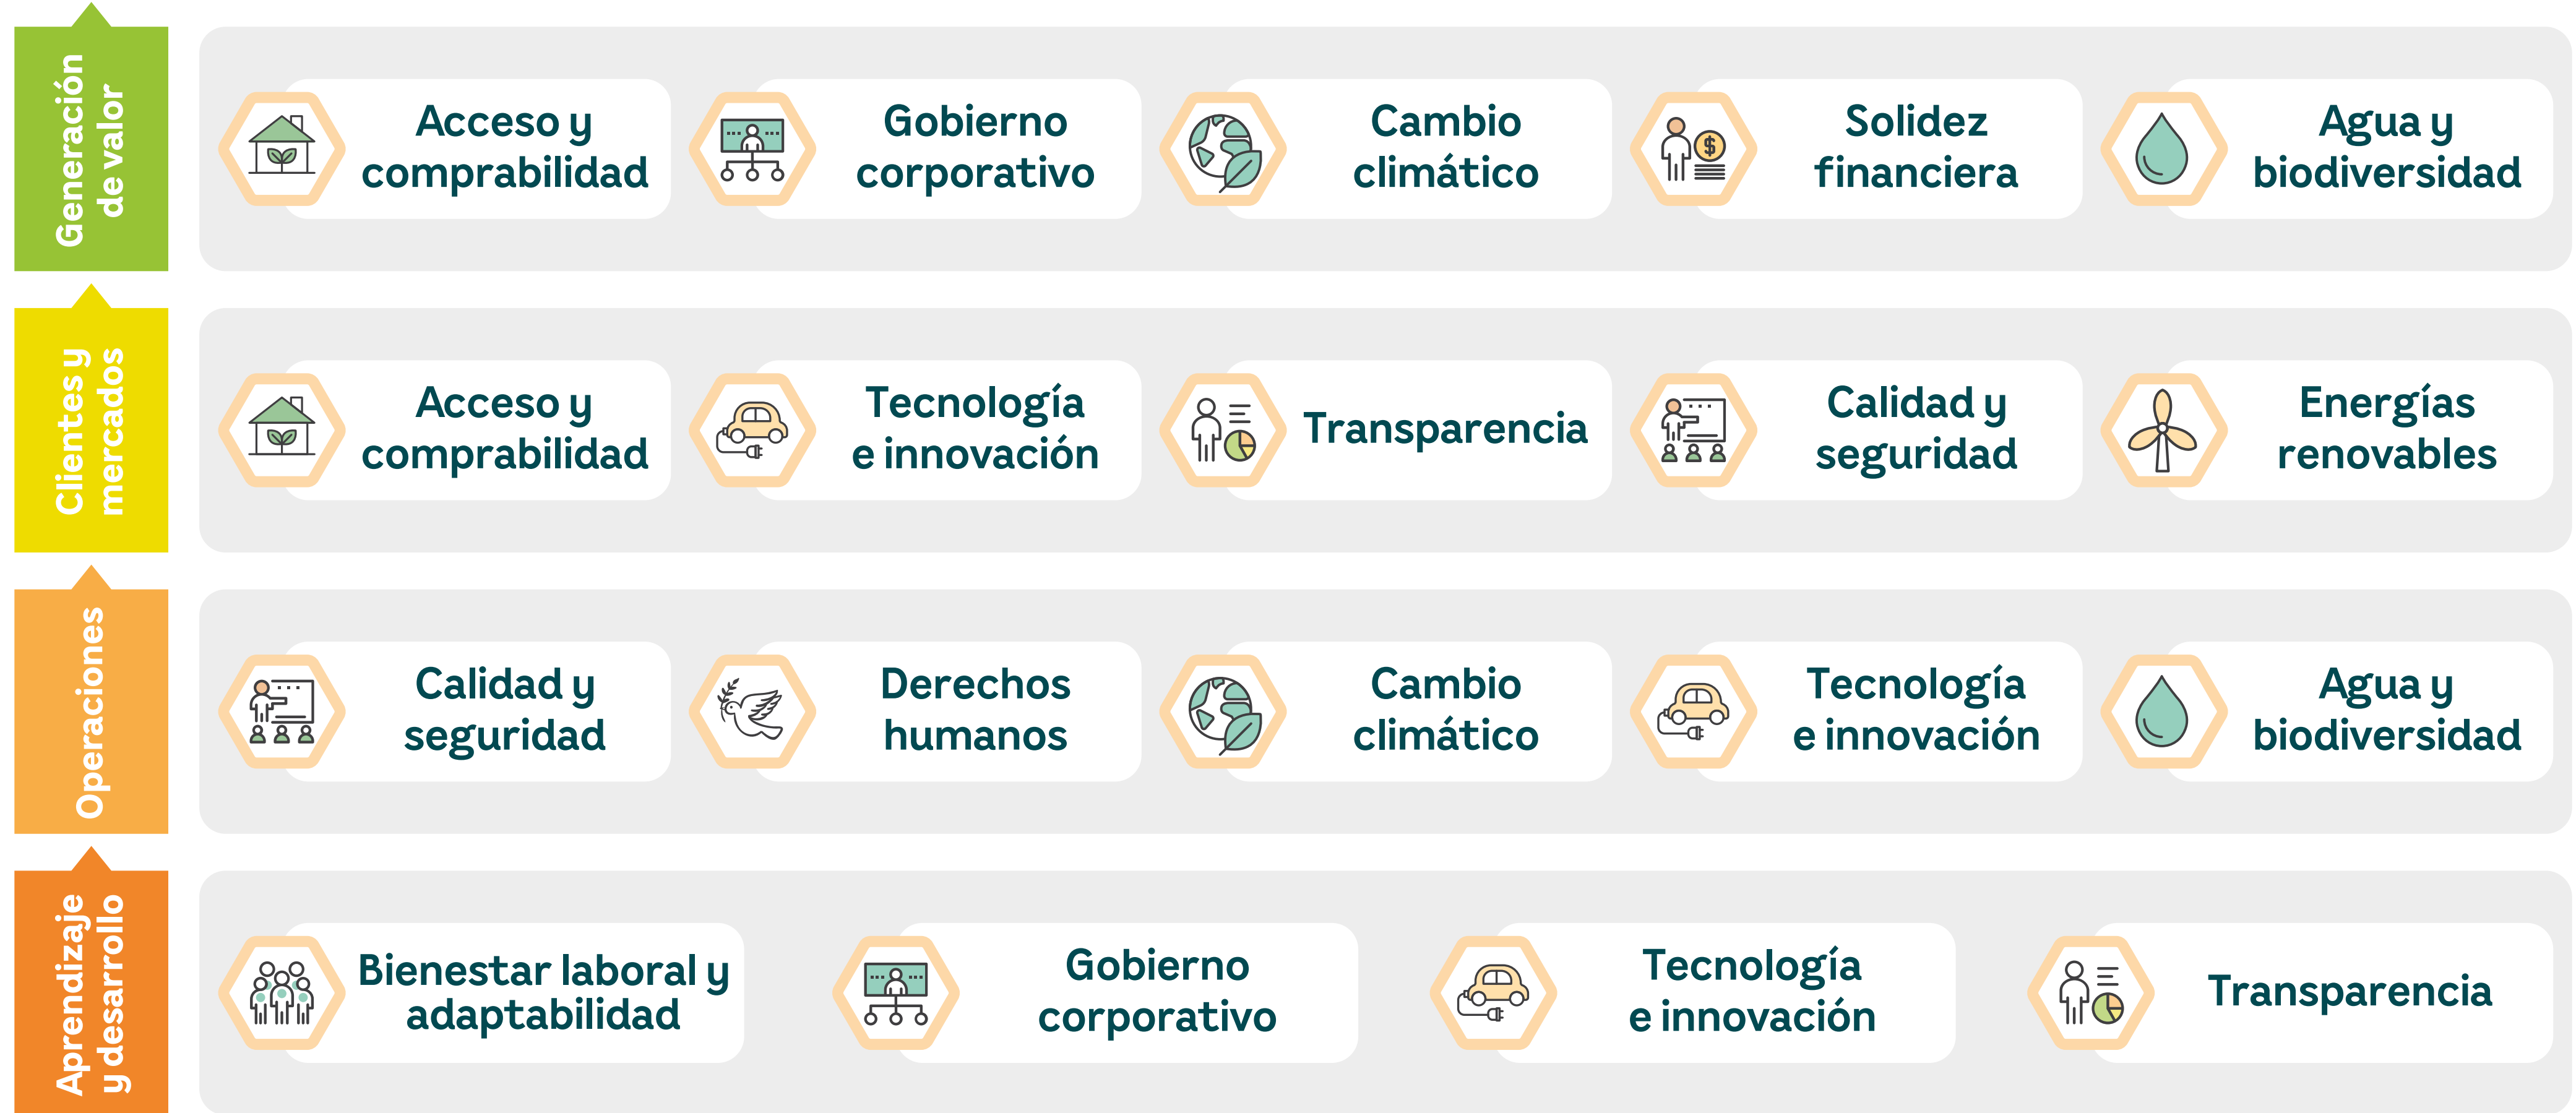 Generación
de valor
Acceso y
comprabilidad
Gobierno
corporativo
Cambio
climático
Solidez
financiera
$
Agua y
biodiversidad
Clientes y
mercados
Acceso y
comprabilidad
Tecnología
e innovación
Transparencia
Calidad y
seguridad
Energías
renovables
Operaciones
Calidad y
seguridad
Derechos
humanos
Cambio
climático
Tecnología
e innovación
Agua y
biodiversidad
Aprendizaje
y desarrollo
Bienestar laboral y
adaptabilidad
Gobierno
corporativo
Tecnología
e innovación
Transparencia